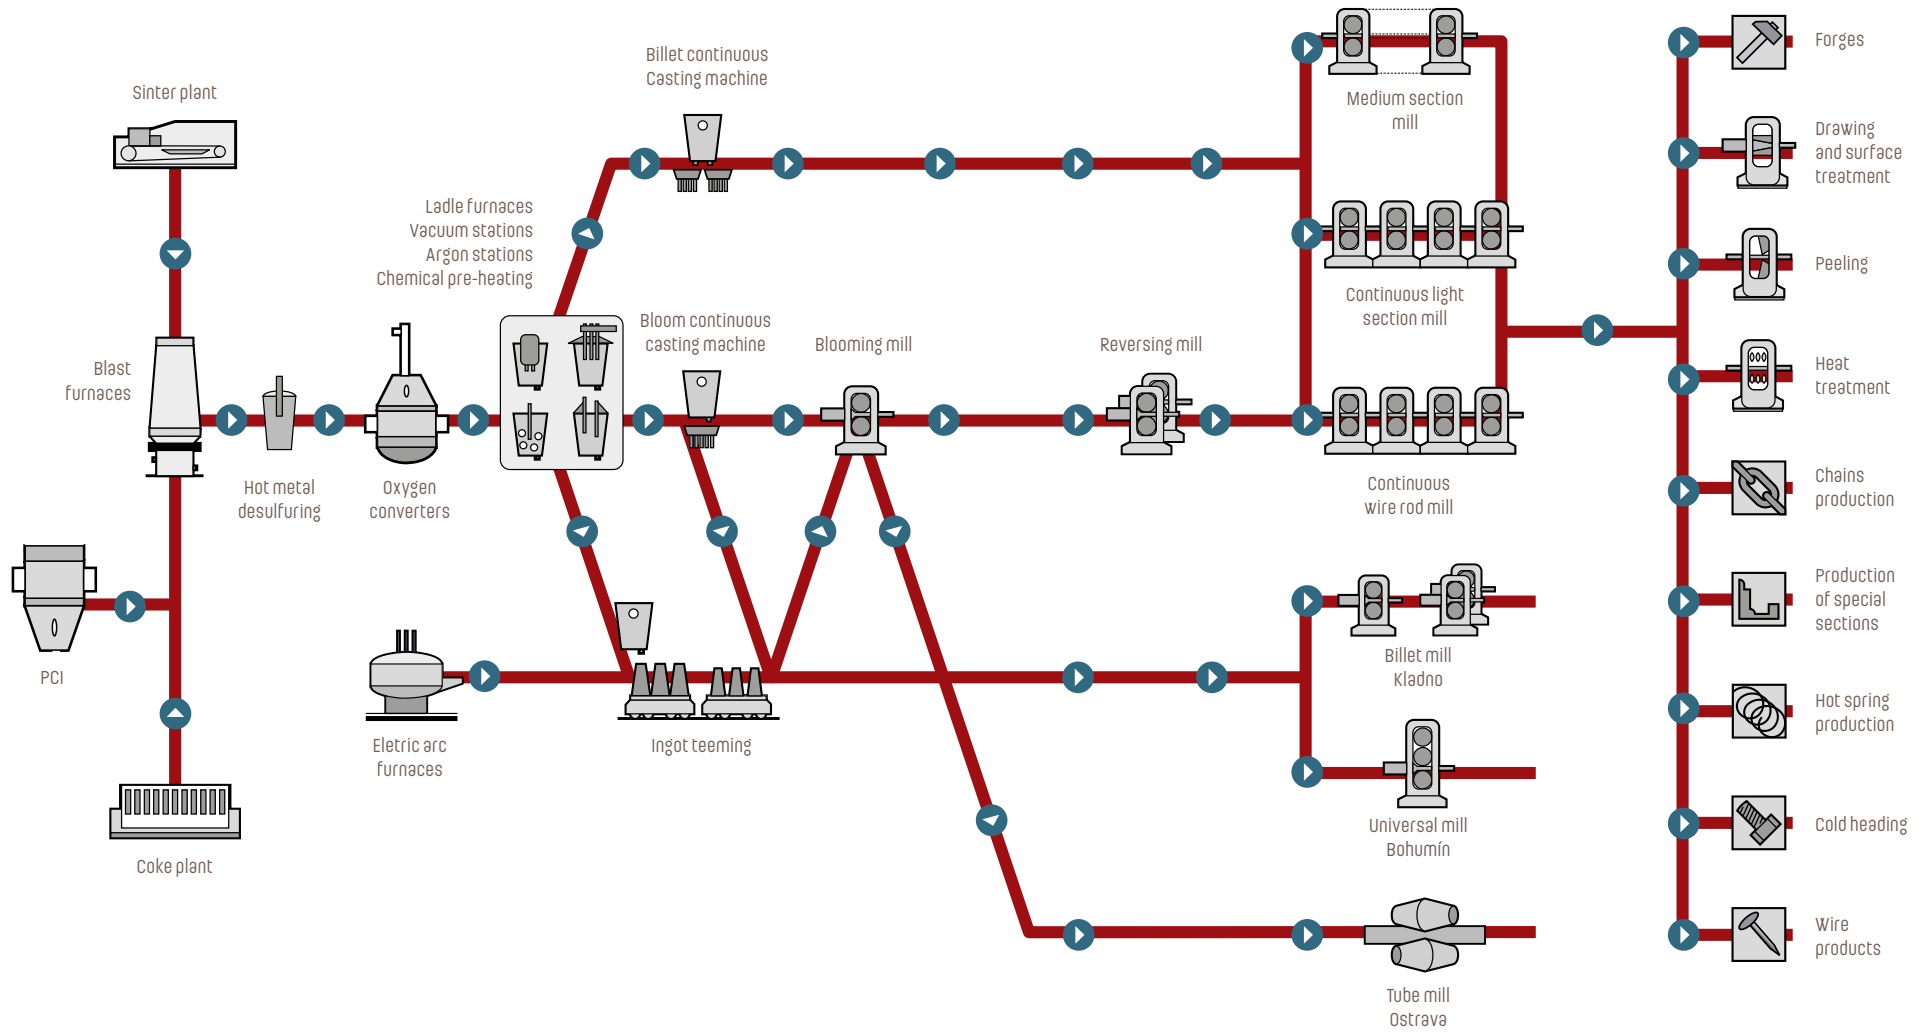 Sinter plant
Blast
furnaces
PCI
Coke plant
Hot metal
desulfuring
Oxygen
converters
Ladle furnaces
Vacuum stations
Argon stations
Chemical pre-heating
Eletric arc
furnaces
Billet continuous
Casting machine
Bloom continuous
casting machine
Ingot teeming
Blooming mill
Reversing mill
Medium section
mill
Continuous light
section mill
Continuous
wire rod mill
Billet mill
Kladno
Universal mill
Bohumín
Tube mill
Ostrava
Forges
Drawing
and surface
treatment
Peeling
Heat
treatment
Chains
production
Production
of special
sections
Hot spring
production
Cold heading
Wire
products